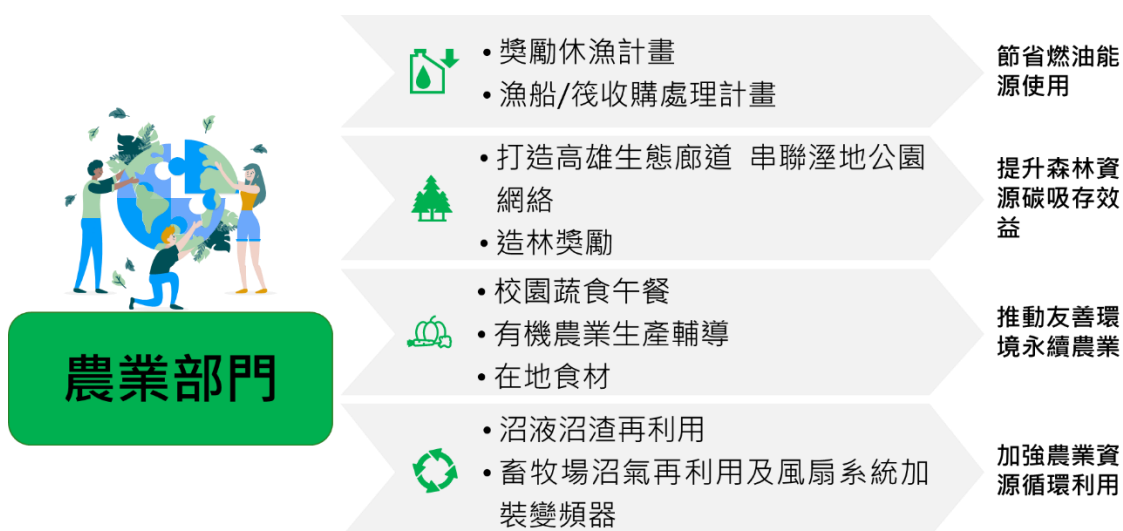 • 獎勵休漁計畫
• 漁船/筏收購處理計畫
節省燃油能
源使用
• 打造高雄生態廊道 串聯溼地公園
網絡
• 造林獎勵
提升森林資
源碳吸存效
益
農業部門
• 校園蔬食午餐
• 有機農業生產輔導
• 在地食材
推動友善環
境永續農業
• 沼液沼渣再利用
• 畜牧場沼氣再利用及風扇系統加
裝變頻器
加強農業資
源循環利用